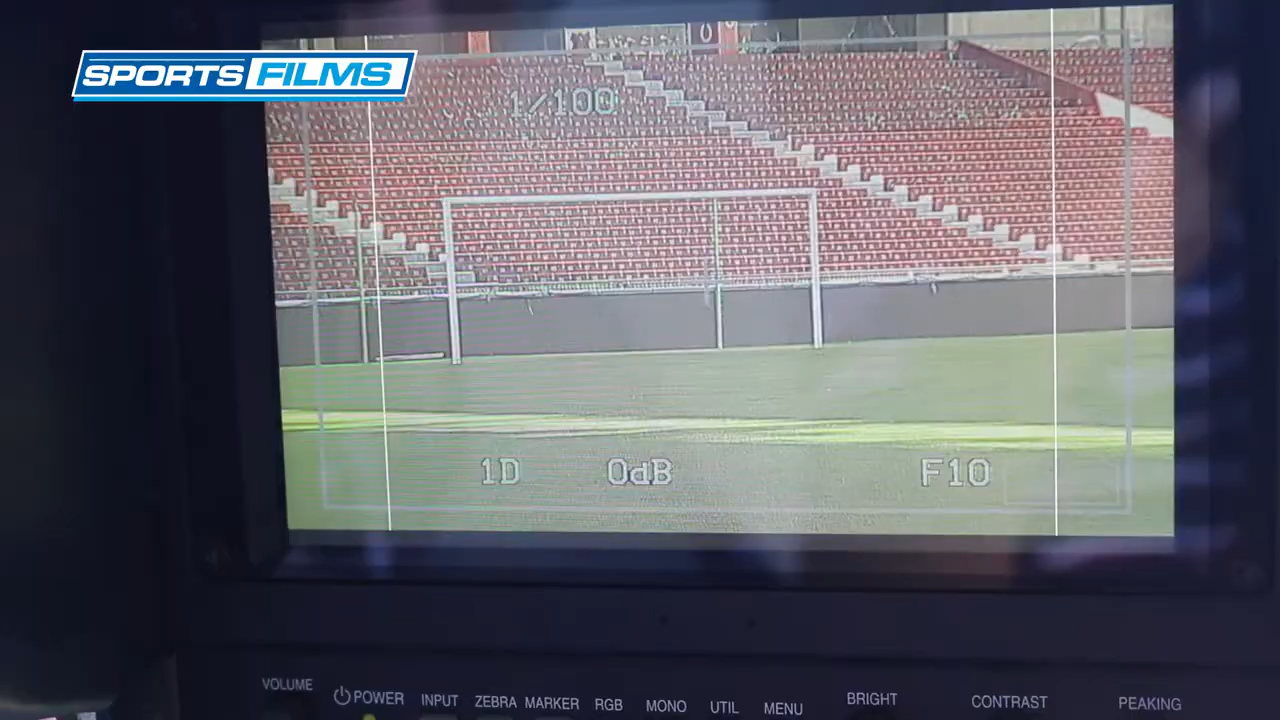 SPORTS FILMS
1/100
1D 0dB F10
VOLUME POWER INPUT ZEBRA MARKER RGB MONO UTIL MENU BRIGHT CONTRAST PEAKING